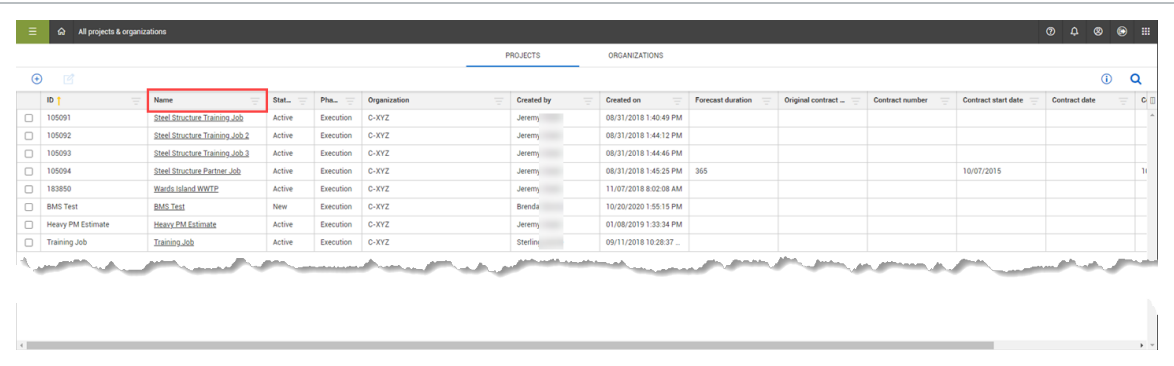 All projects & organizations
PROJECTS ORGANIZATIONS
ID Name Stat... Pha... Organization Created by Created on Forecast duration Original contract ... Contract number Contract start date Contract date
105091 Steel Structure Training Job Active Execution C-XYZ Jeremy 08/31/2018 1:40:49 PM
105092 Steel Structure Training Job 2 Active Execution C-XYZ Jeremy 08/31/2018 1:44:12 PM
105093 Steel Structure Training Job 3 Active Execution C-XYZ Jeremy 08/31/2018 1:44:46 PM
105094 Steel Structure Partner Job Active Execution C-XYZ Jeremy 08/31/2018 1:45:25 PM 365 10/07/2015
183850 Wards Island WWTP Active Execution C-XYZ Jeremy 11/07/2018 8:02:08 AM
BMS Test BMS Test New Execution C-XYZ Brenda 10/20/2020 1:55:15 PM
Heavy PM Estimate Heavy PM Estimate Active Execution C-XYZ Jeremy 01/08/2019 1:33:34 PM
Training Job Training Job Active Execution C-XYZ Sterlin 09/11/2018 10:28:37 ...